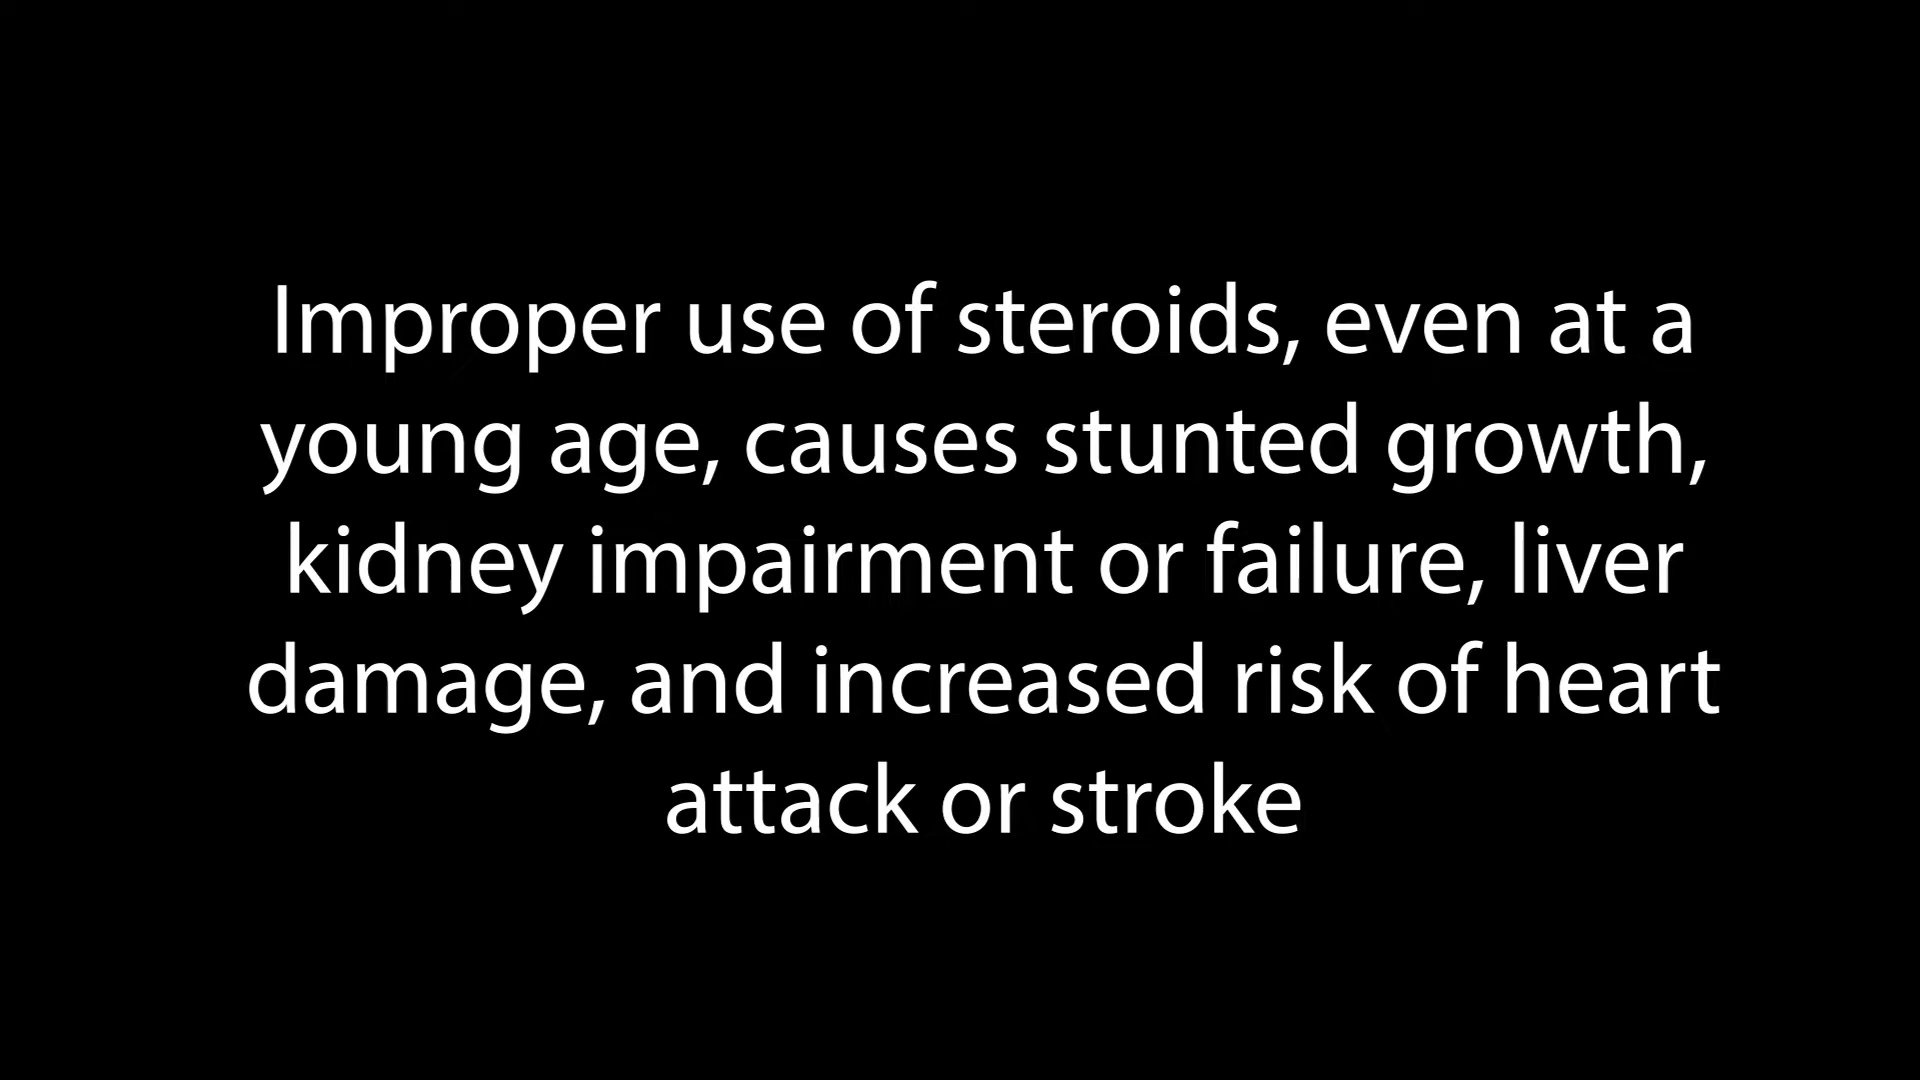 Improper use of steroids, even at a
young age, causes stunted growth,
kidney impairment or failure, liver
damage, and increased risk of heart
attack or stroke